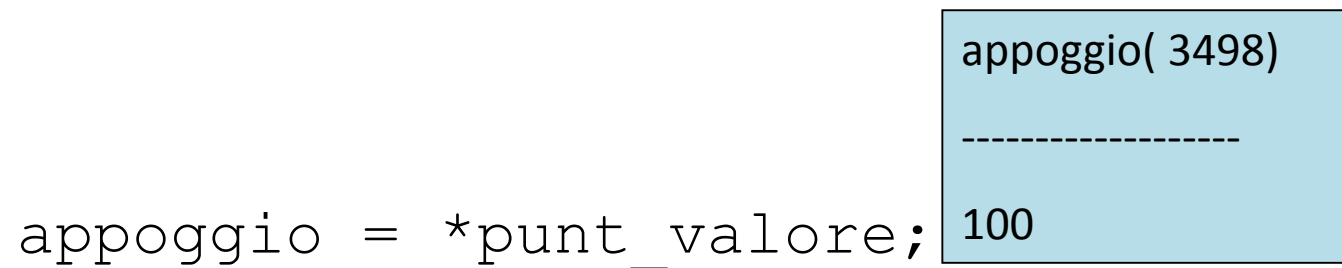 appoggio( 3498)
-------------------
appoggio = *punt_valore;
100